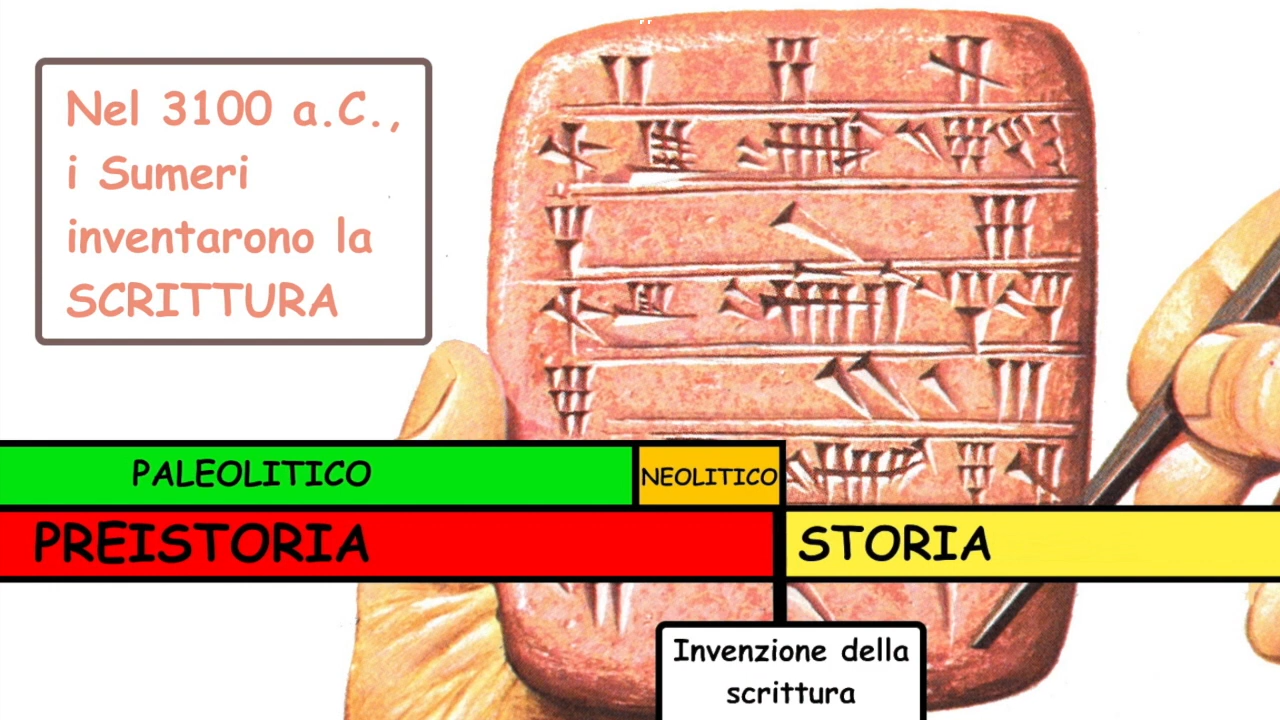 Nel 3100 a.C.,
i Sumeri
inventarono la
SCRITTURA
PALEOLITICO
NEOLITICO
PREISTORIA
STORIA
Invenzione della
scrittura